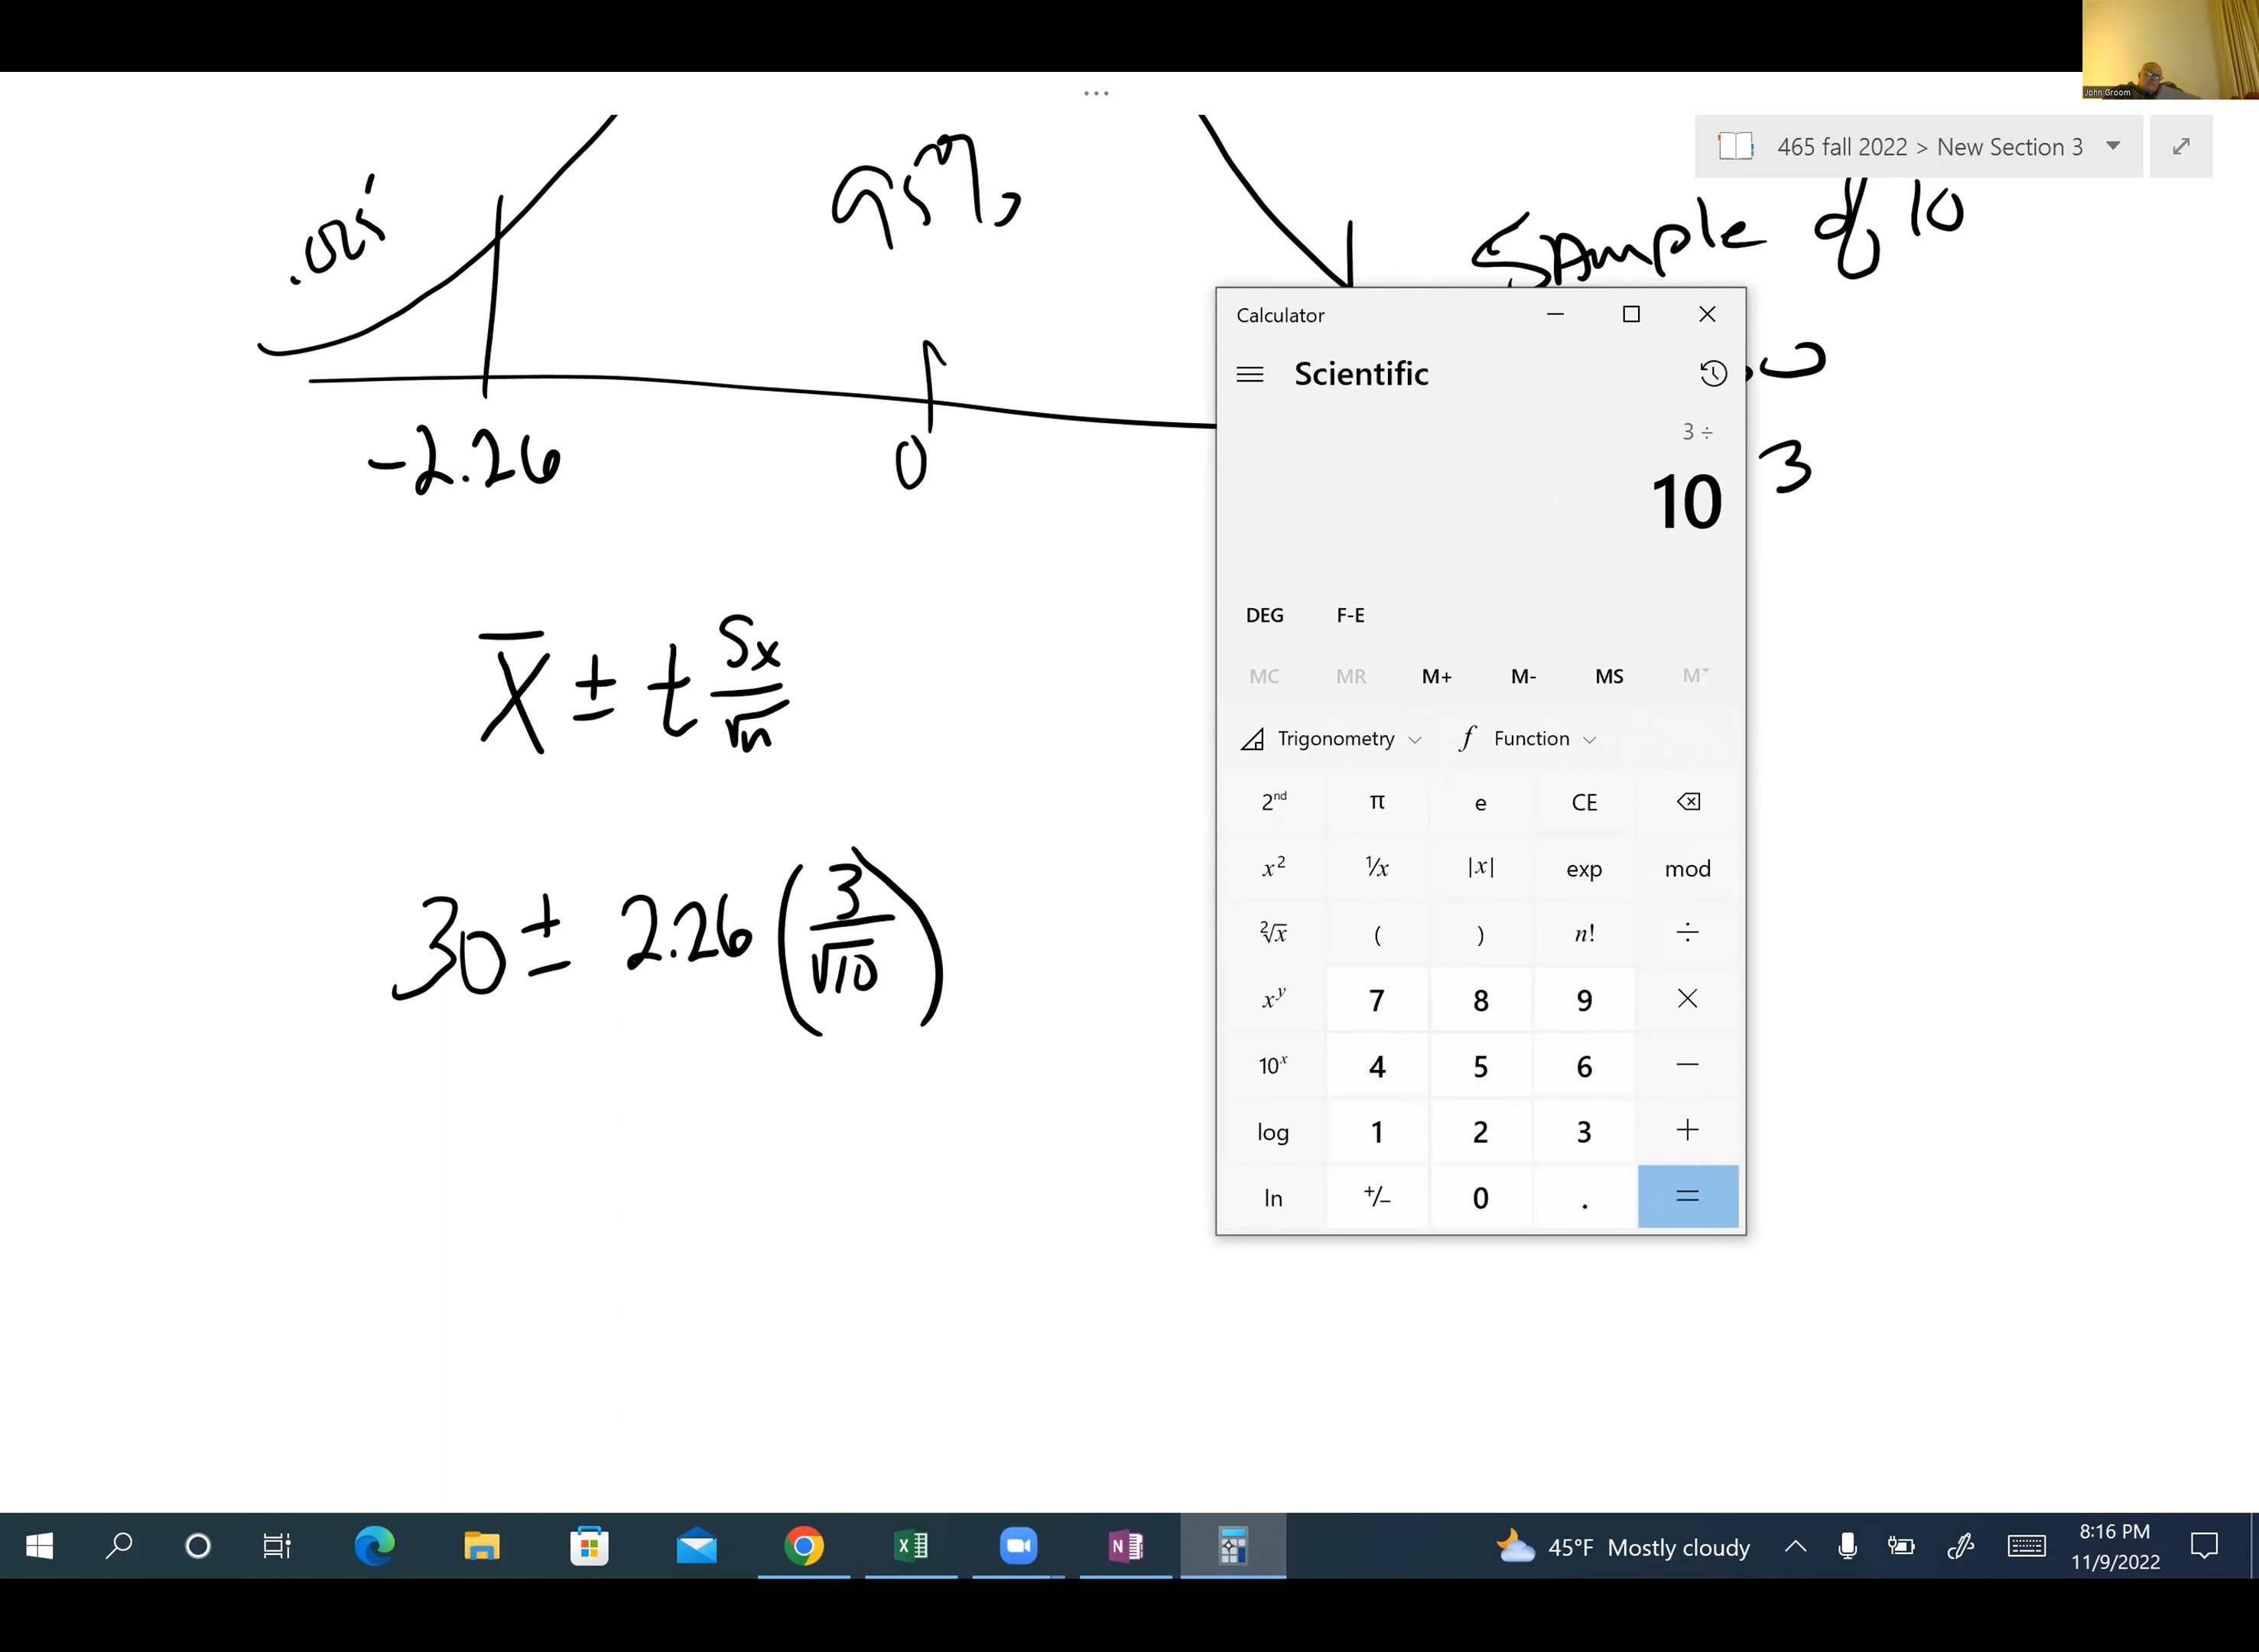 John Groom
465 fall 2022 > New Section 3
.025
95%
Sample of 10
-2.26
0
3
X̄ ± t Sx/√n
30 ± 2.26 (3/√10)
Calculator
Scientific
3 ÷
10
DEG F-E
MC MR M+ M- MS M˅
Trigonometry f Function
2ⁿᵈ π e CE
x² ¹/x |x| exp mod
²√x ( ) n! ÷
xʸ 7 8 9 ×
10ˣ 4 5 6 −
log 1 2 3 +
ln +/− 0 . =
45°F Mostly cloudy
8:16 PM
11/9/2022